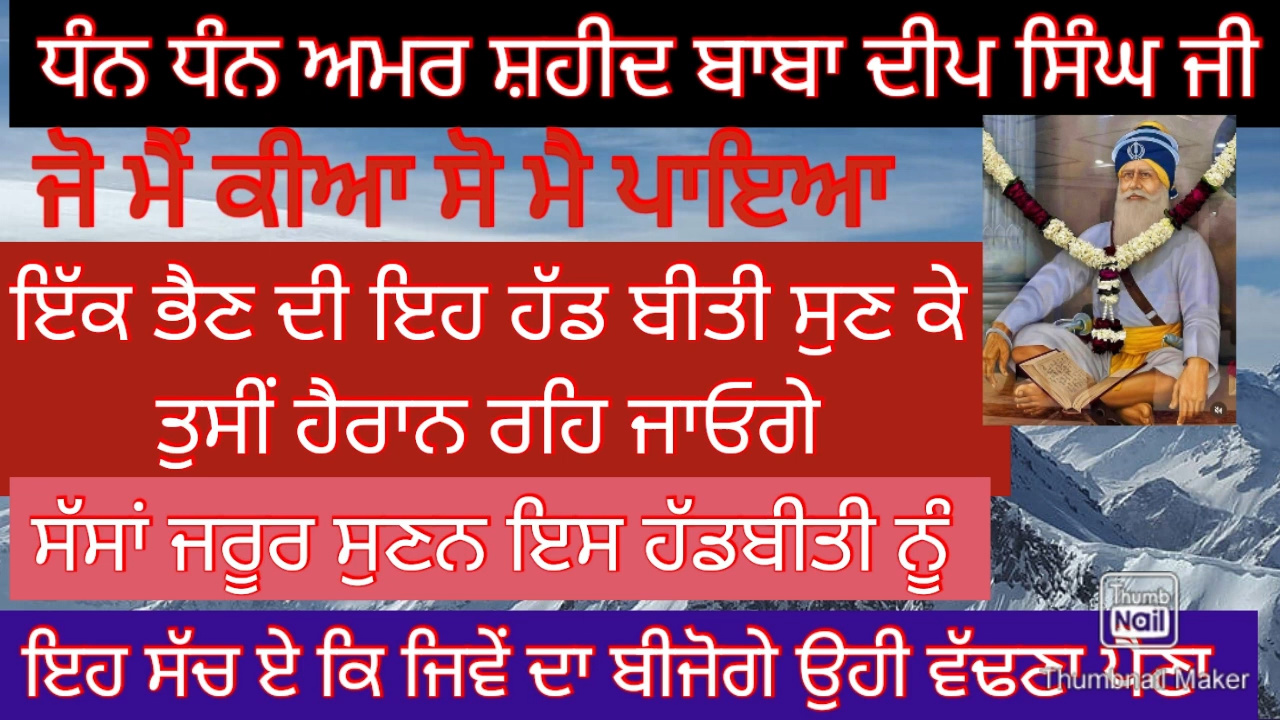 ਧੰਨ ਧੰਨ ਅਮਰ ਸ਼ਹੀਦ ਬਾਬਾ ਦੀਪ ਸਿੰਘ ਜੀ
ਜੋ ਮੈਂ ਕੀਆ ਸੋ ਮੈ ਪਾਇਆ
ਇੱਕ ਭੈਣ ਦੀ ਇਹ ਹੱਡ ਬੀਤੀ ਸੁਣ ਕੇ
ਤੁਸੀਂ ਹੈਰਾਨ ਰਹਿ ਜਾਓਗੇ
ਸੱਸਾਂ ਜਰੂਰ ਸੁਣਨ ਇਸ ਹੱਡਬੀਤੀ ਨੂੰ
ਇਹ ਸੱਚ ਏ ਕਿ ਜਿਵੇਂ ਦਾ ਬੀਜੋਗੇ ਉਹੀ ਵੱਢਣਾ ਪੈਣਾ
Thumb
Nail
Thumbnail Maker